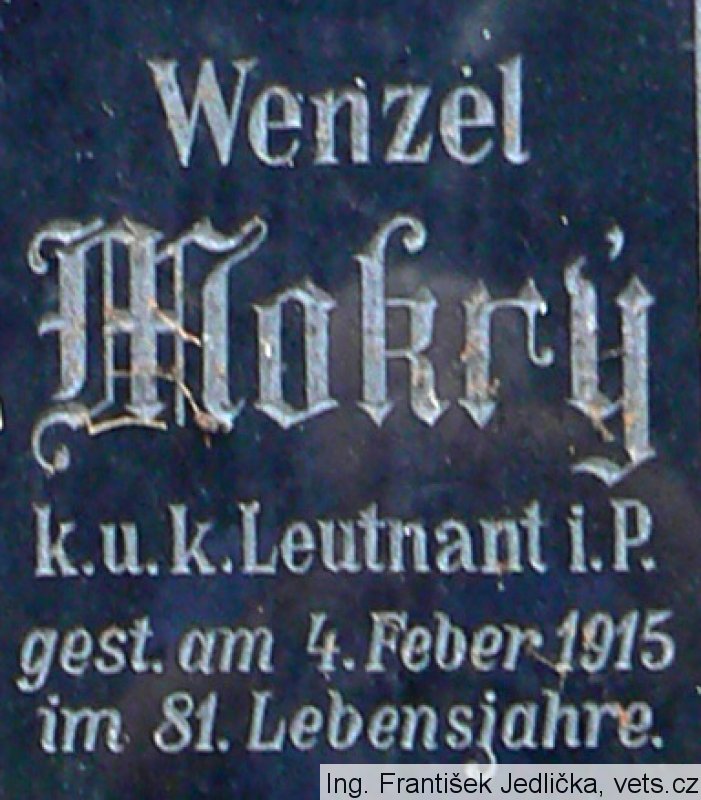 Wenzel
Mokrý
k.u.k. Leutnant i.P.
gest. am 4. Feber 1915
im 81. Lebensjahre.
Ing. František Jedlička, vets.cz